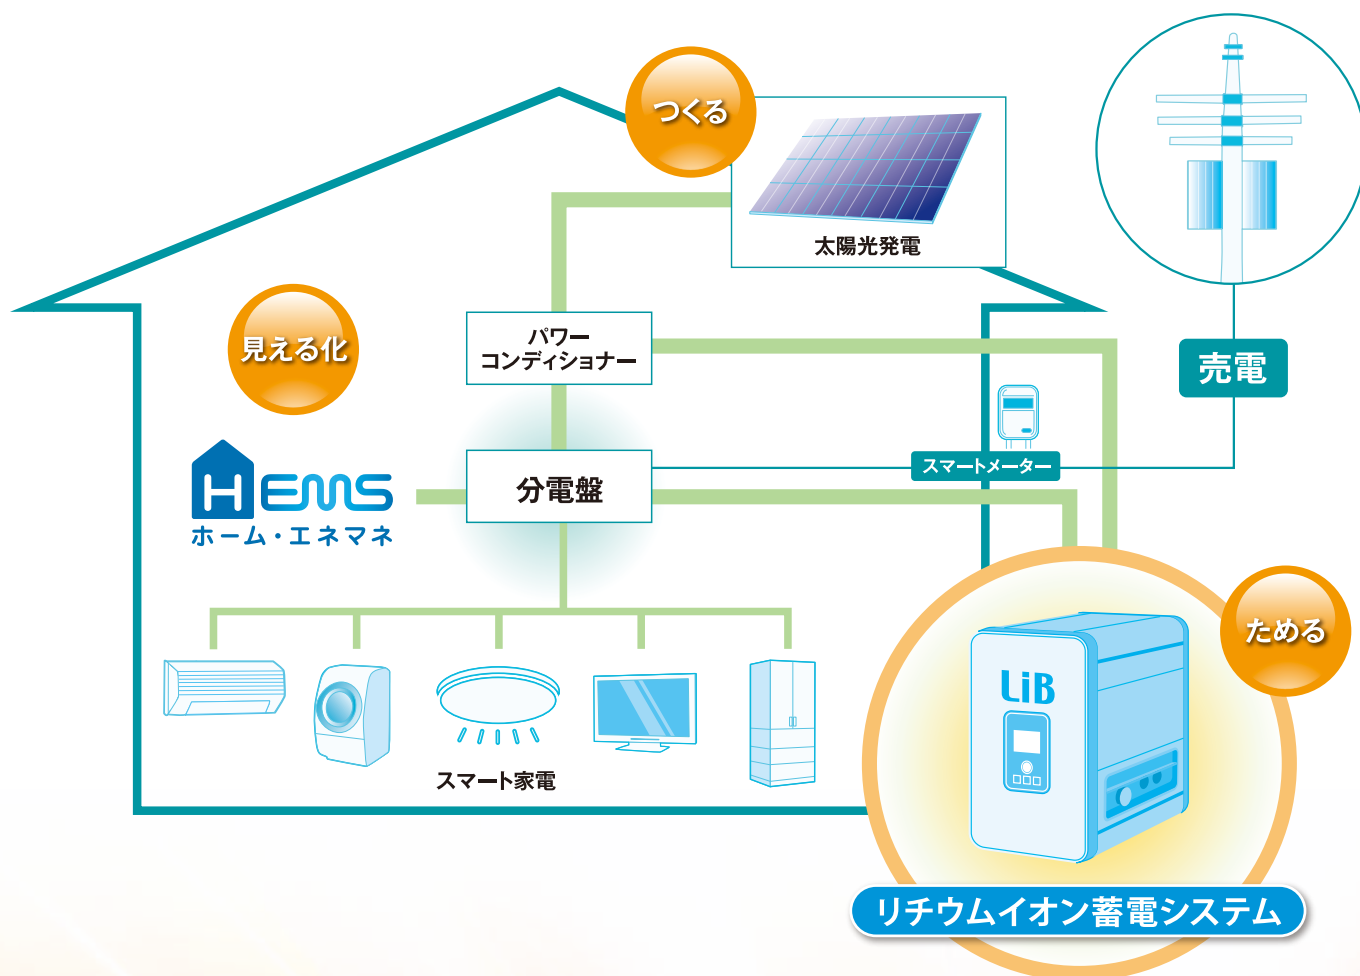 つくる
太陽光発電
見える化
パワー
コンディショナー
売電
HEMS
ホーム・エネマネ
分電盤
スマートメーター
ためる
LiB
スマート家電
リチウムイオン蓄電システム